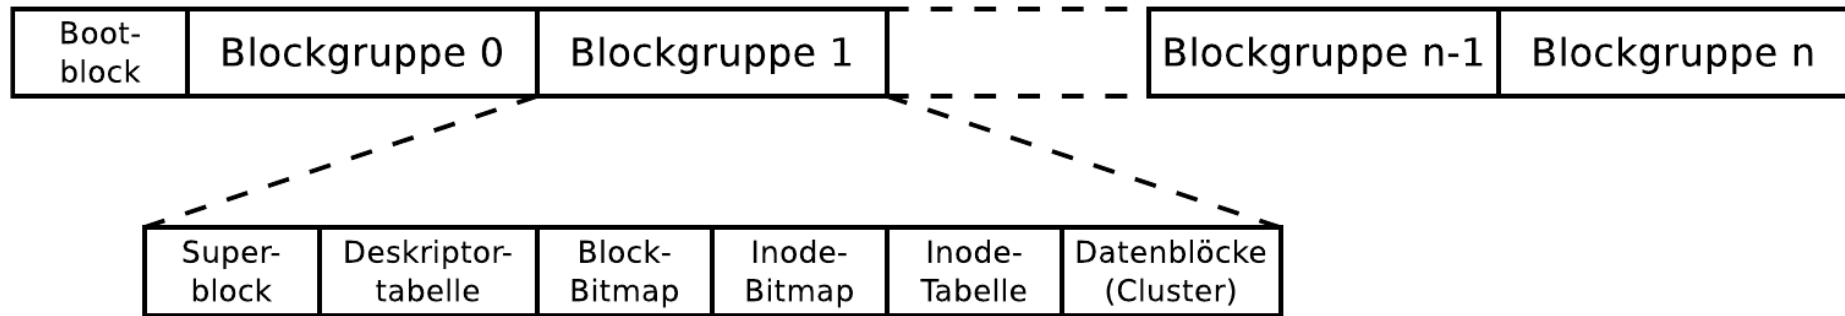 Boot-
block
Blockgruppe 0
Blockgruppe 1
Blockgruppe n-1
Blockgruppe n
Super-
block
Deskriptor-
tabelle
Block-
Bitmap
Inode-
Bitmap
Inode-
Tabelle
Datenblöcke
(Cluster)